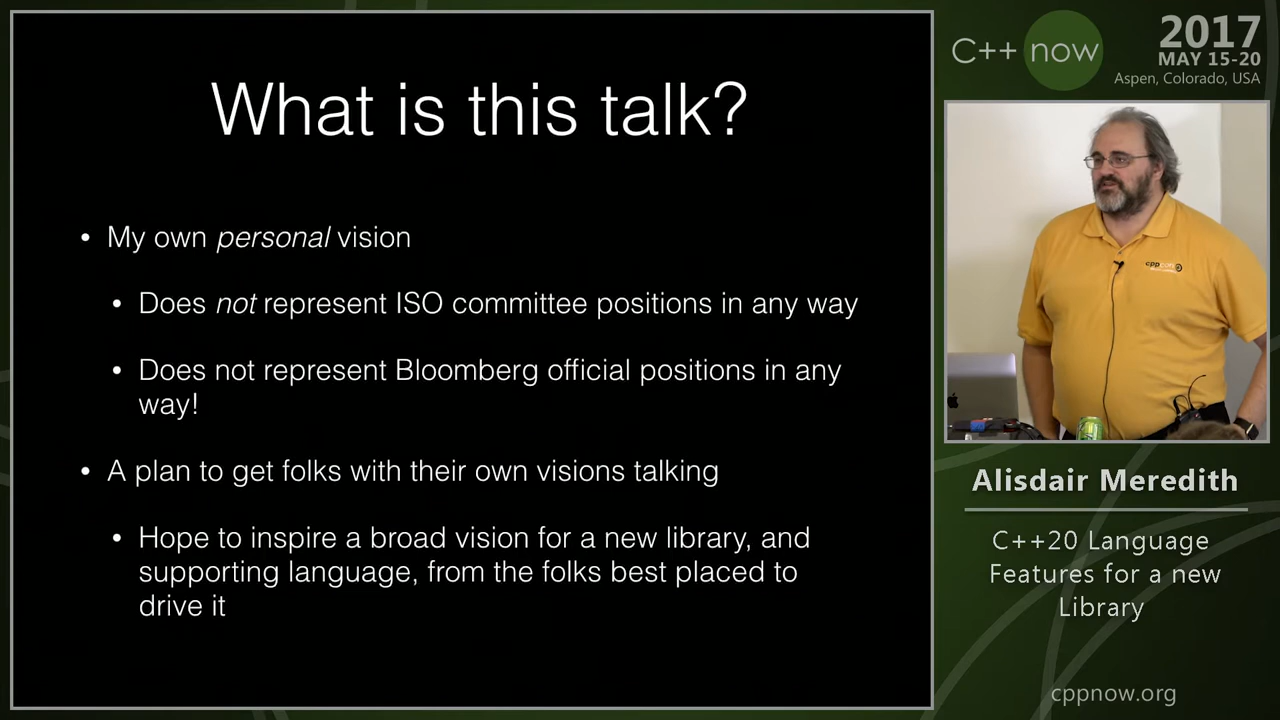 What is this talk?
• My own personal vision
• Does not represent ISO committee positions in any way
• Does not represent Bloomberg official positions in any
way!
• A plan to get folks with their own visions talking
• Hope to inspire a broad vision for a new library, and
supporting language, from the folks best placed to
drive it
C++ now
2017
MAY 15-20
Aspen, Colorado, USA
cppcon
Alisdair Meredith
C++20 Language
Features for a new
Library
cppnow.org